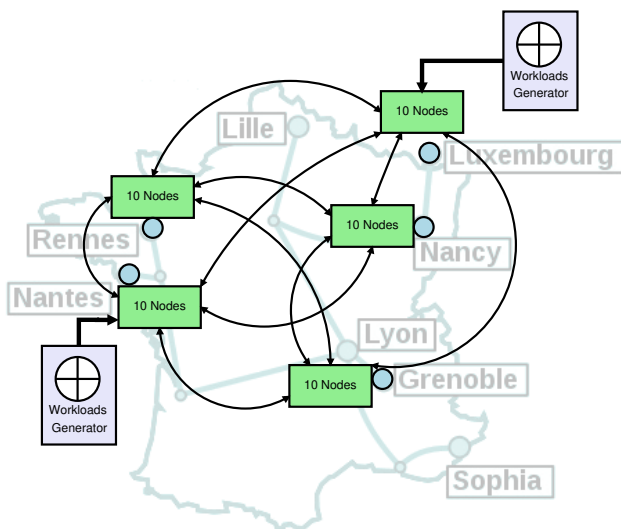 Workloads
Generator
10 Nodes
Lille
Luxembourg
10 Nodes
10 Nodes
Rennes
Nancy
Nantes
10 Nodes
Lyon
10 Nodes
Grenoble
Workloads
Generator
Sophia